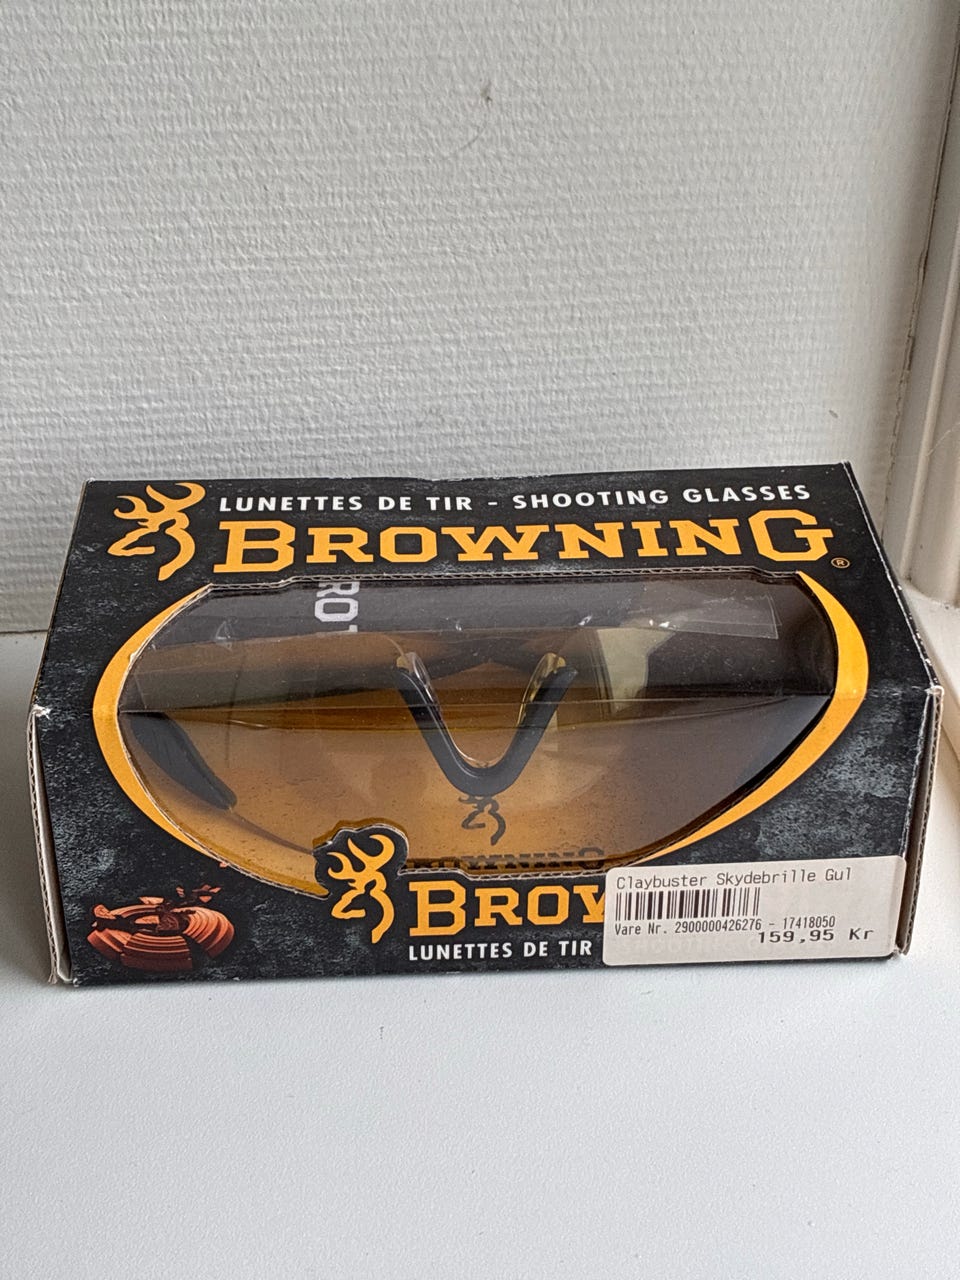 LUNETTES DE TIR - SHOOTING GLASSES
BROWNING
®
BROW
LUNETTES DE TIR
Claybuster Skydebrille Gul
Vare Nr. 2900000426276 - 17418050
159,95 Kr